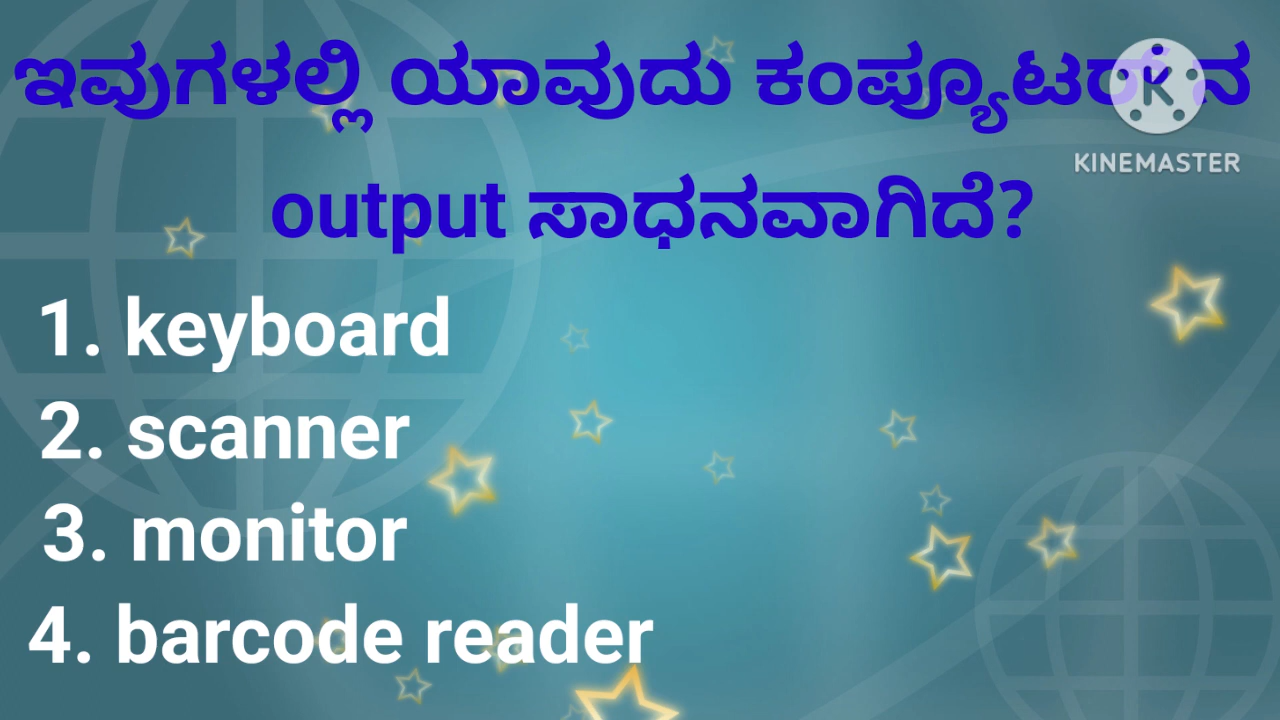 ಇವುಗಳಲ್ಲಿ ಯಾವುದು ಕಂಪ್ಯೂಟರ್ ನ
KINEMASTER
output ಸಾಧನವಾಗಿದೆ?
1. keyboard
2. scanner
3. monitor
4. barcode reader